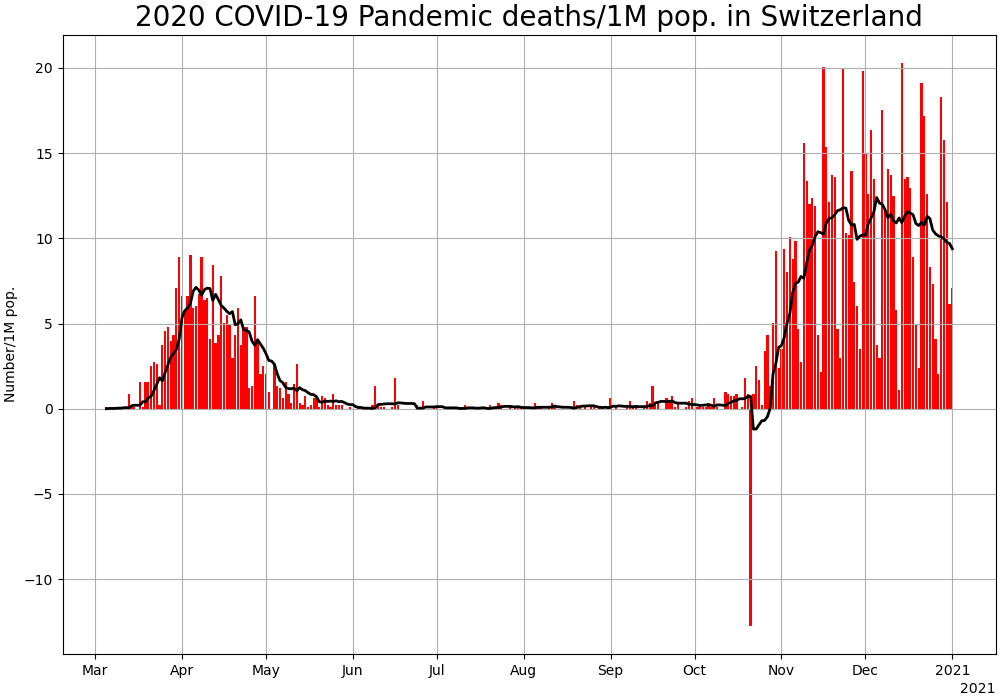 2020 COVID-19 Pandemic deaths/1M pop. in Switzerland
Number/1M pop.
20
15
10
5
0
−5
−10
Mar Apr May Jun Jul Aug Sep Oct Nov Dec 2021
2021